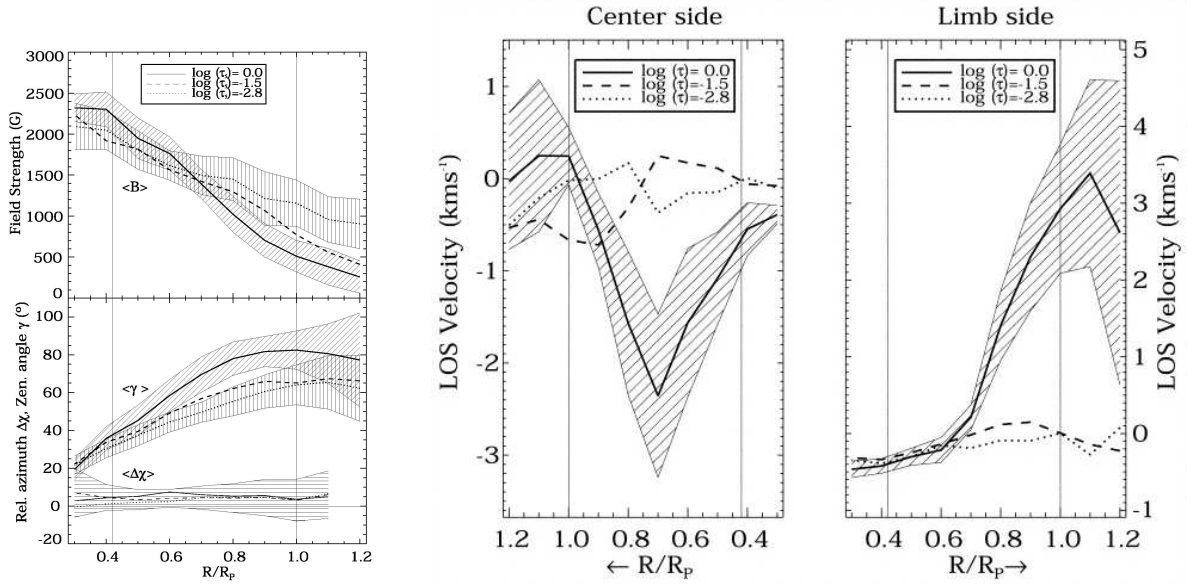 3000
2500
2000
1500
1000
500
0
Field Strength (G)
log (τ₅)= 0.0
log (τ₅)=-1.5
log (τ₅)=-2.8
<B>
100
80
60
40
20
0
-20
Rel. azimuth Δχ, Zen. angle γ (°)
<γ>
<Δχ>
0.4 0.6 0.8 1.0 1.2
R/R_P
Center side
log (τ)= 0.0
log (τ)=-1.5
log (τ)=-2.8
1
0
-1
-2
-3
LOS Velocity (kms⁻¹)
1.2 1.0 0.8 0.6 0.4
← R/R_P
Limb side
log (τ)= 0.0
log (τ)=-1.5
log (τ)=-2.8
5
4
3
2
1
0
-1
LOS Velocity (kms⁻¹)
0.4 0.6 0.8 1.0 1.2
R/R_P→